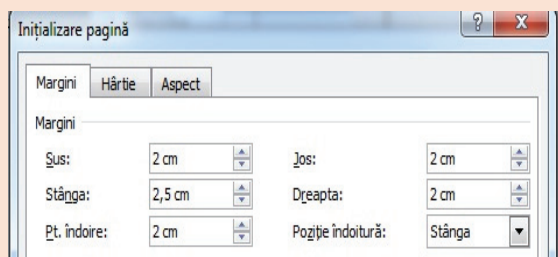 Inițializare pagină
? X
Margini Hârtie Aspect
Margini
Sus: 2 cm Jos: 2 cm
Stânga: 2,5 cm Dreapta: 2 cm
Pt. îndoire: 2 cm Poziție îndoitură: Stânga